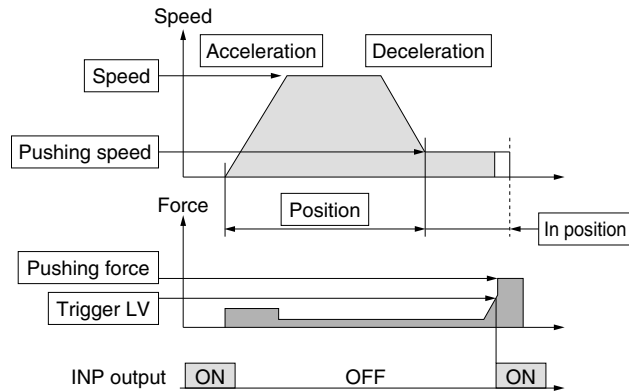 Speed
Acceleration
Deceleration
Speed
Pushing speed
Force
Position
In position
Pushing force
Trigger LV
INP output
ON
OFF
ON